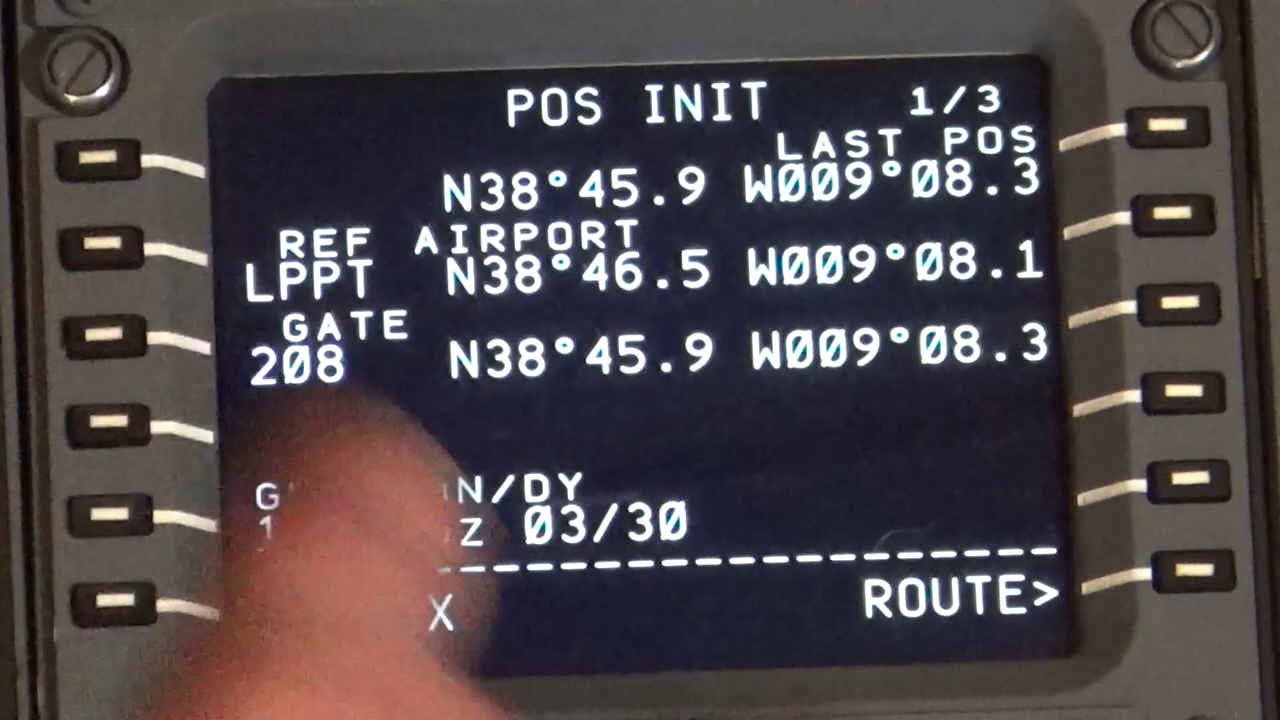 POS INIT 1/3
LAST POS
N38°45.9 W009°08.3
REF AIRPORT
LPPT N38°46.5 W009°08.1
GATE
208 N38°45.9 W009°08.3
N/DY
Z 03/30
--------------------
ROUTE>